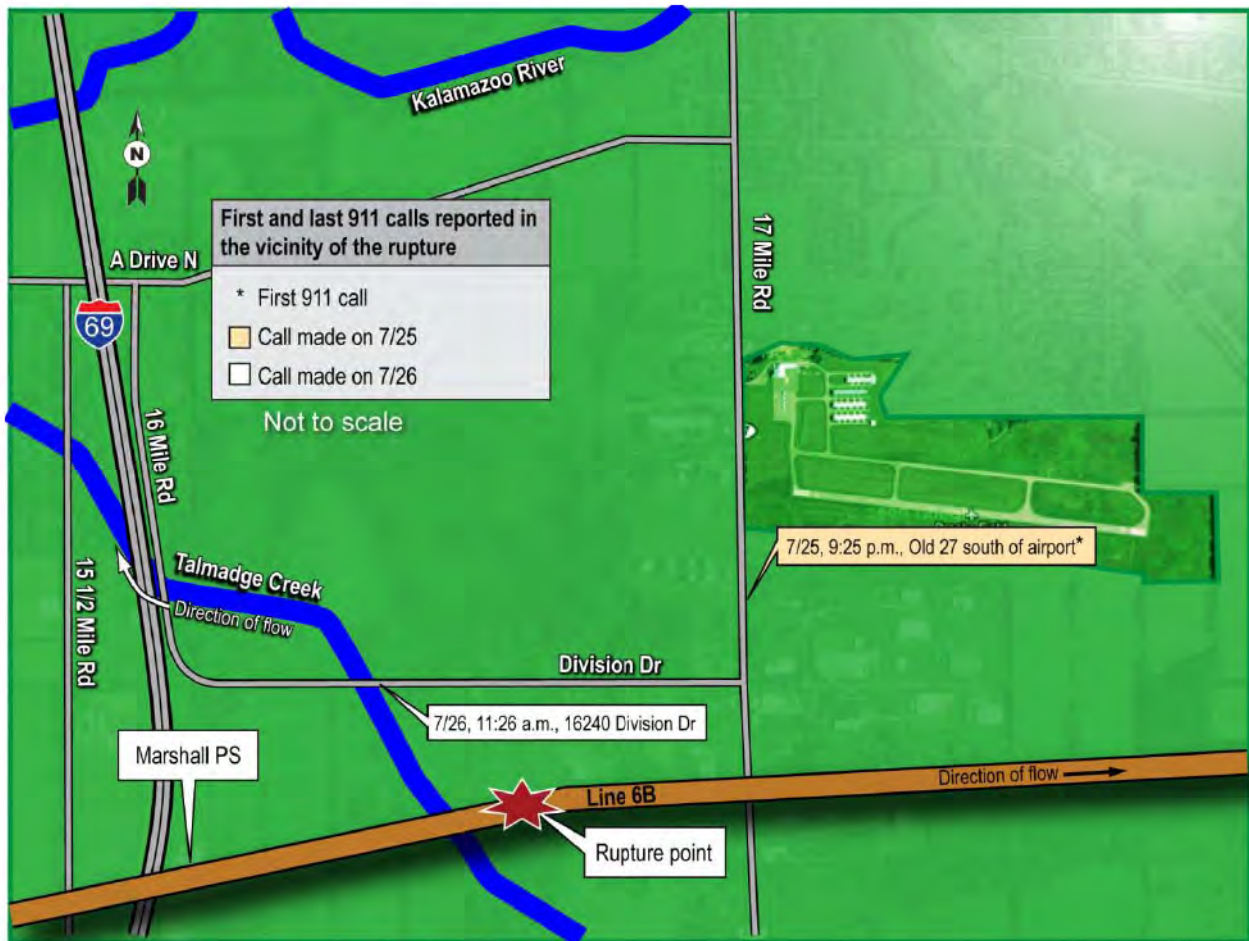 Kalamazoo River
N
First and last 911 calls reported in
the vicinity of the rupture
* First 911 call
Call made on 7/25
Call made on 7/26
Not to scale
A Drive N
69
17 Mile Rd
16 Mile Rd
15 1/2 Mile Rd
7/25, 9:25 p.m., Old 27 south of airport*
Talmadge Creek
Direction of flow
Division Dr
7/26, 11:26 a.m., 16240 Division Dr
Marshall PS
Direction of flow
Line 6B
Rupture point